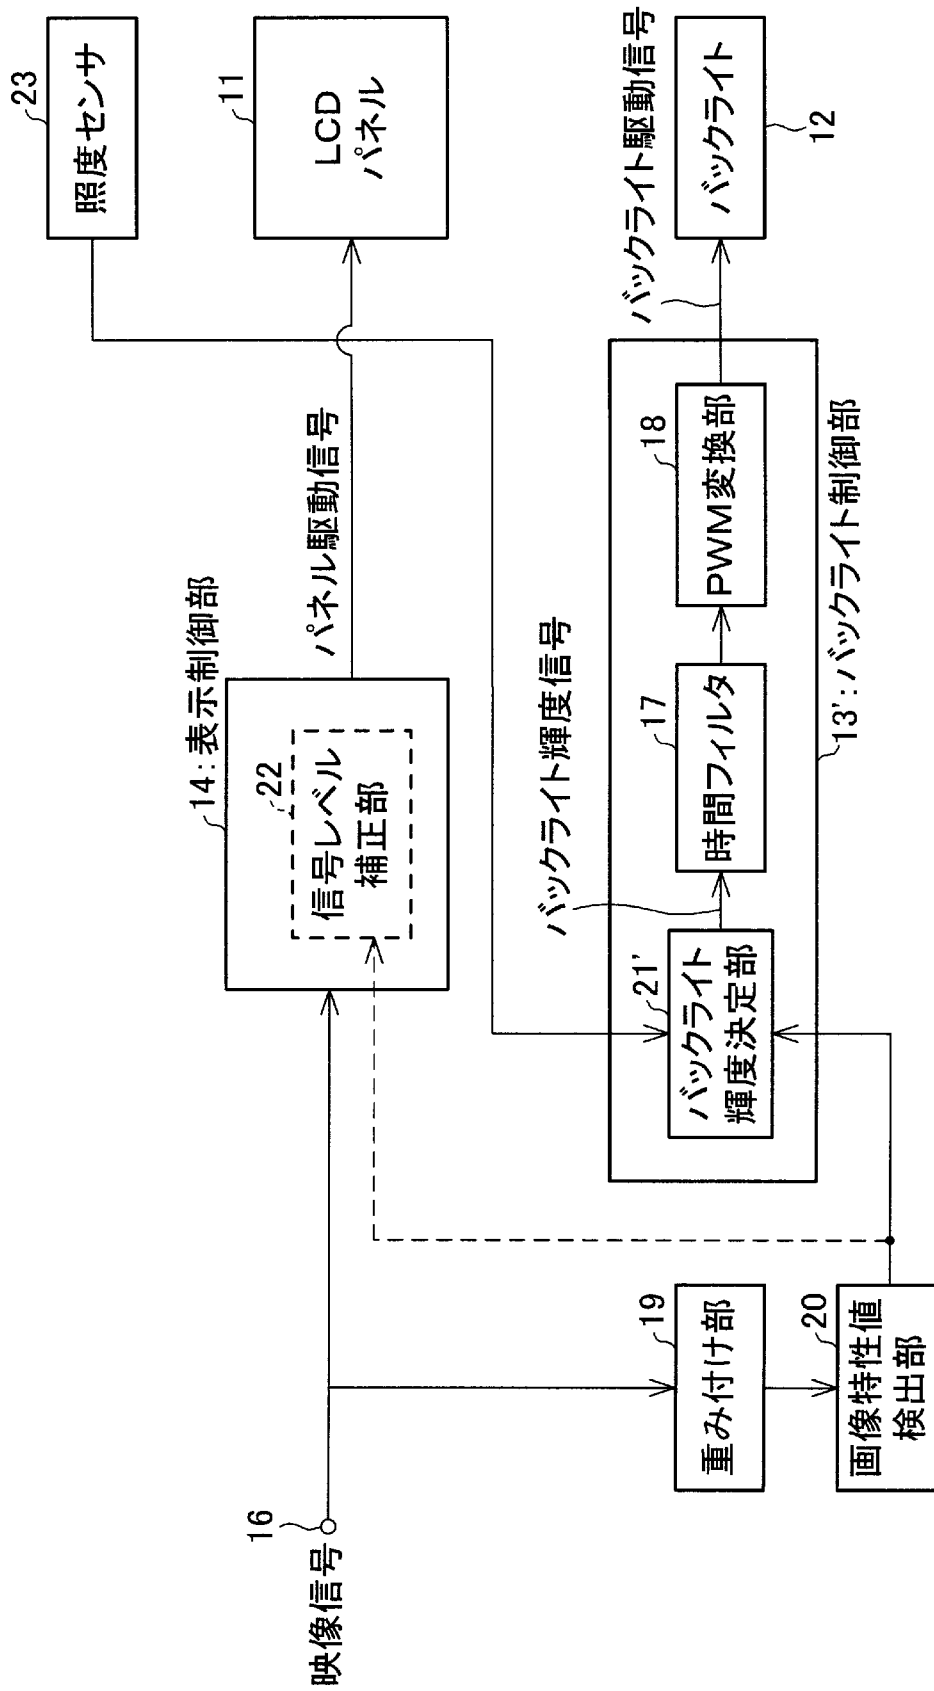 映像信号
16
14:表示制御部
22
信号レベル
補正部
パネル駆動信号
11
LCD
パネル
23
照度センサ
19
重み付け部
20
画像特性値
検出部
21'
バックライト
輝度決定部
バックライト輝度信号
17
時間フィルタ
18
PWM変換部
13':バックライト制御部
バックライト駆動信号
バックライト
12